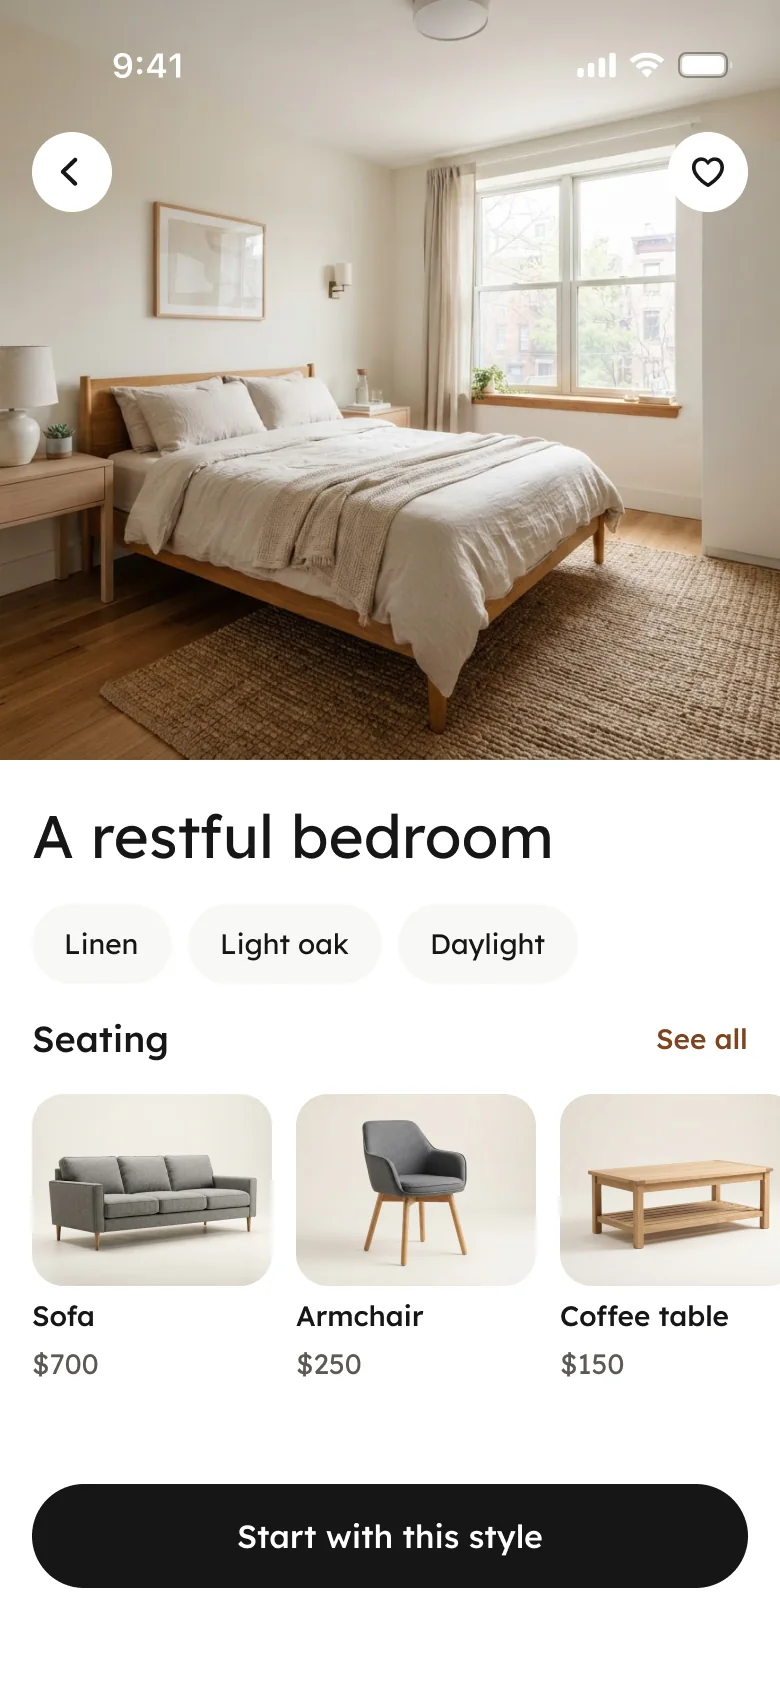 9:41
A restful bedroom
Linen Light oak Daylight
Seating See all
Sofa Armchair Coffee table
$700 $250 $150
Start with this style